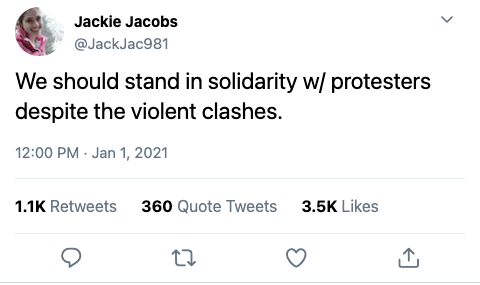 Jackie Jacobs
@JackJac981
We should stand in solidarity w/ protesters
despite the violent clashes.
12:00 PM · Jan 1, 2021
1.1K Retweets 360 Quote Tweets 3.5K Likes